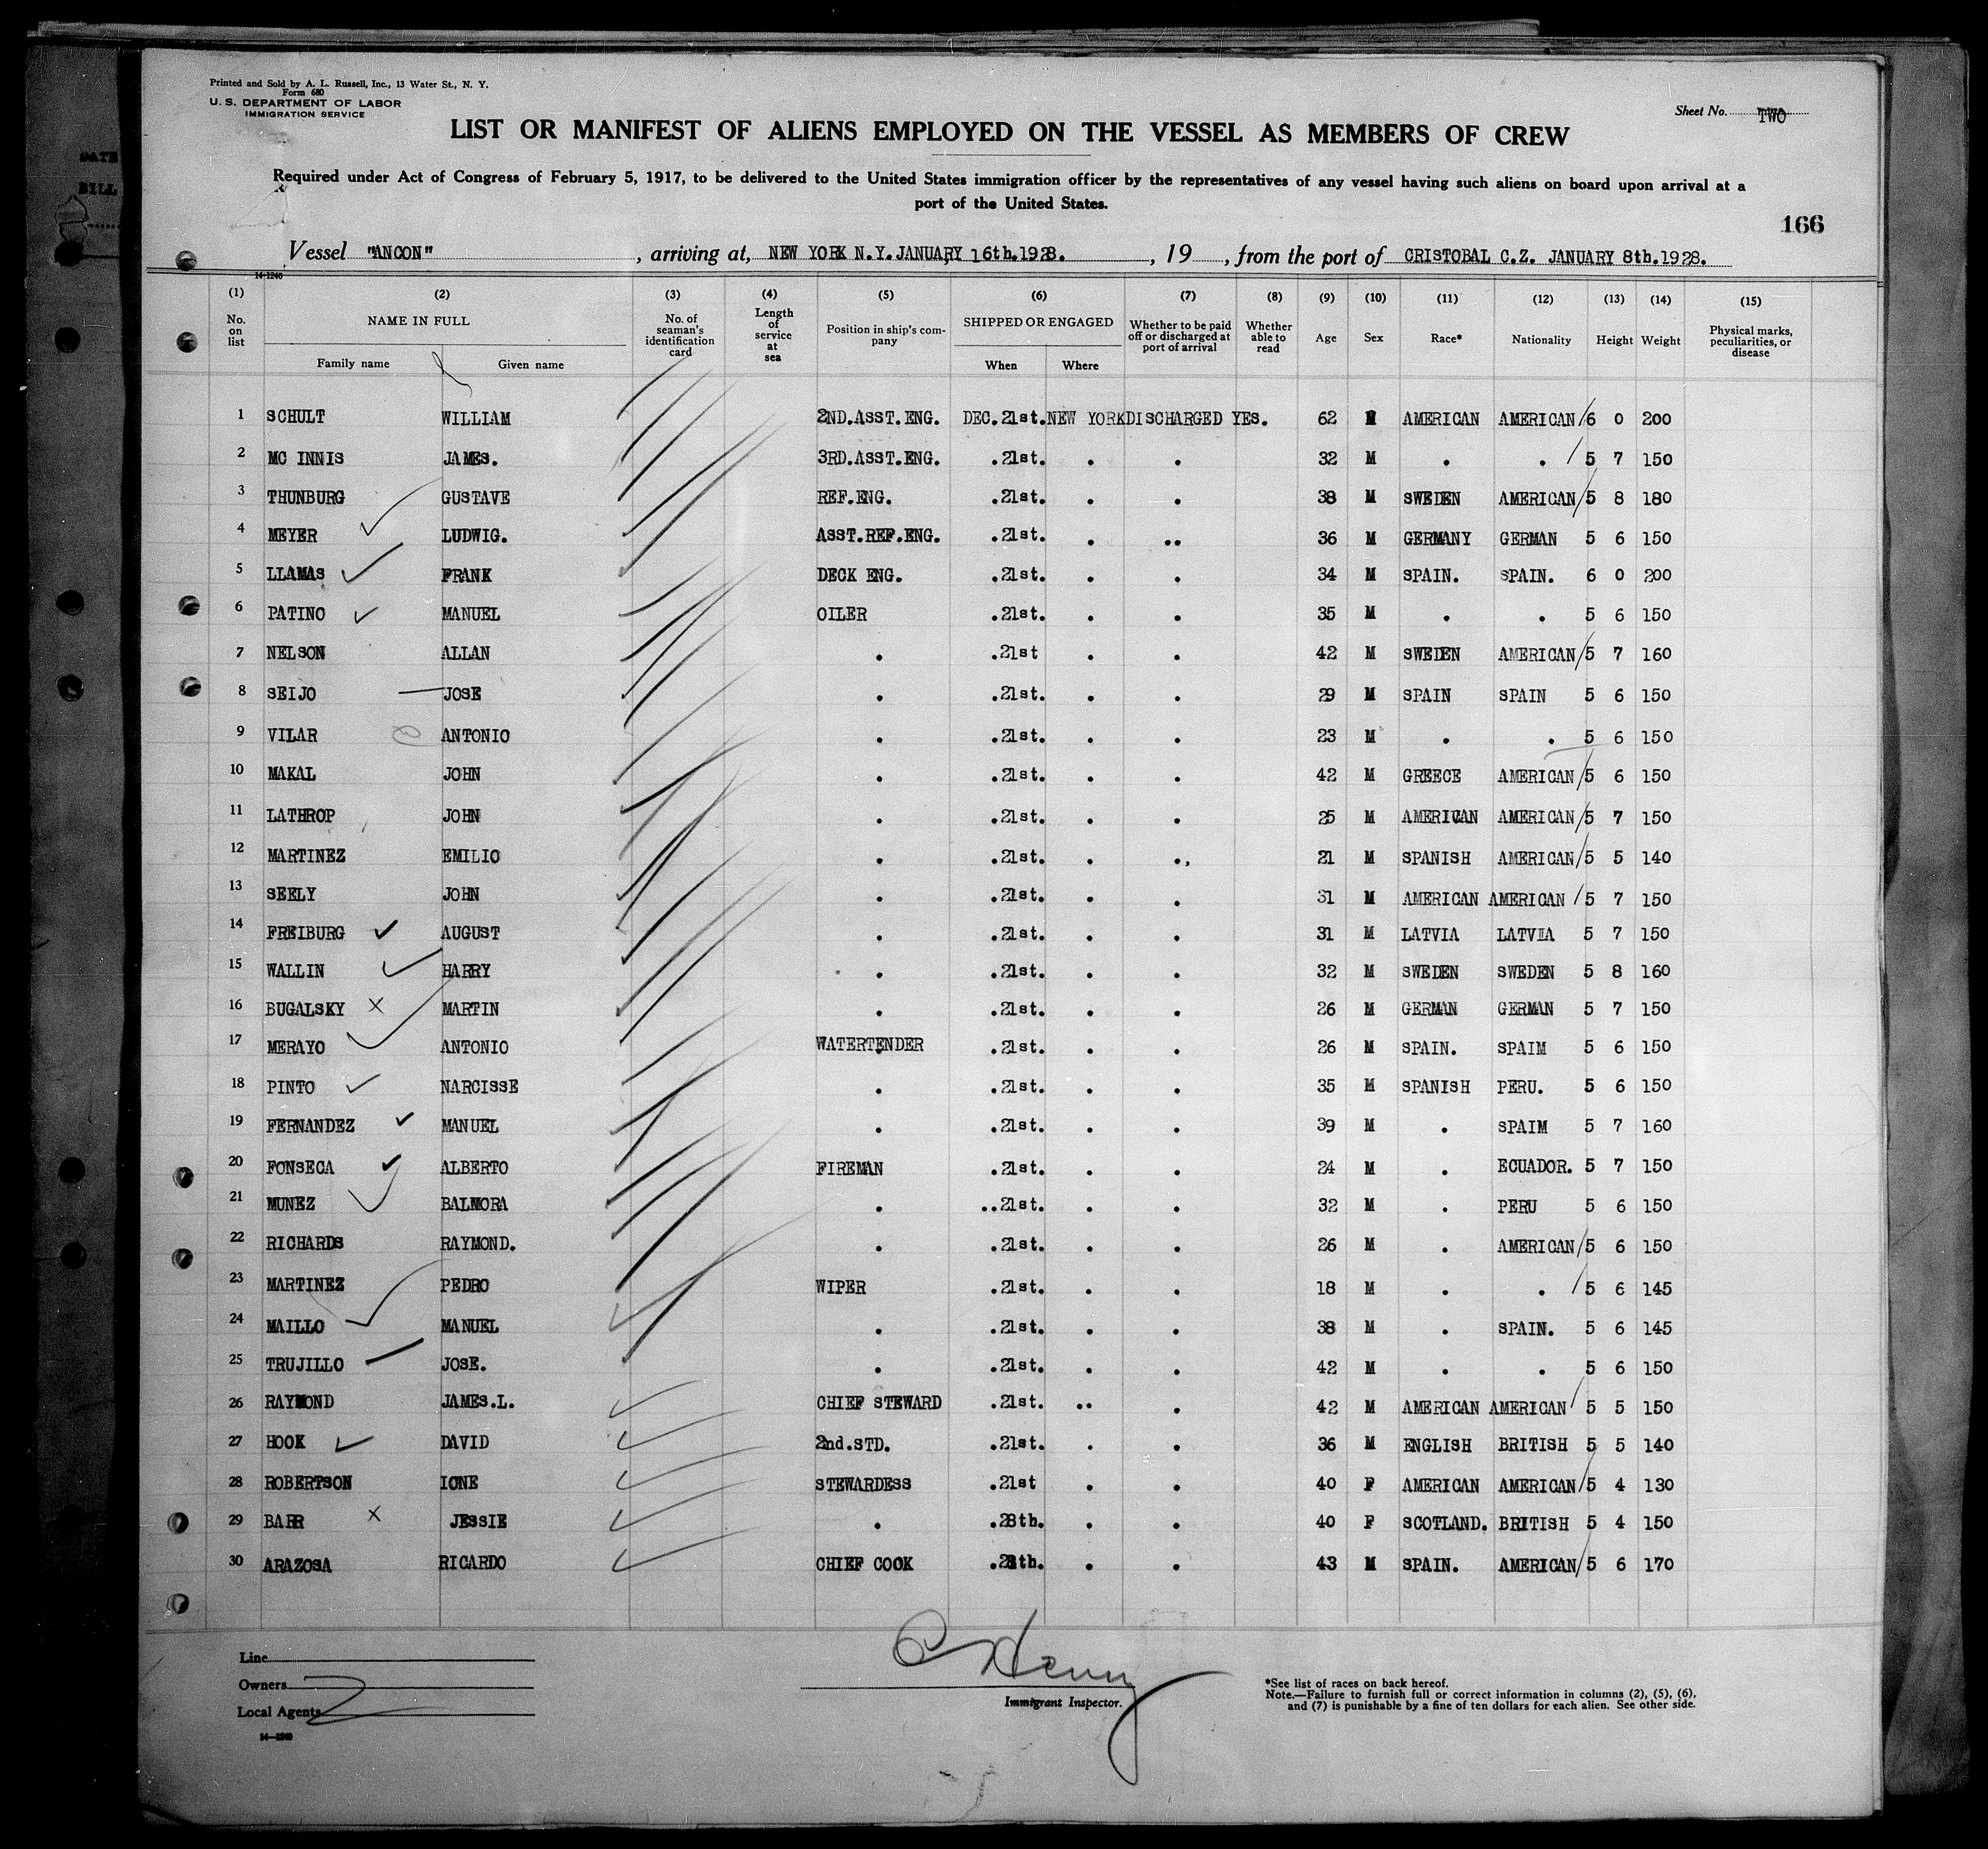 Printed and Sold by A. L. Russell, Inc., 13 Water St., N. Y.
Form 680
U. S. DEPARTMENT OF LABOR
IMMIGRATION SERVICE
Sheet No. TWO
LIST OR MANIFEST OF ALIENS EMPLOYED ON THE VESSEL AS MEMBERS OF CREW
Required under Act of Congress of February 5, 1917, to be delivered to the United States immigration officer by the representatives of any vessel having such aliens on board upon arrival at a
port of the United States.
166
DATE
BILL
Vessel "ANCON", arriving at, NEW YORK N.Y. JANUARY 16th.1928., 19, from the port of CRISTOBAL C.Z. JANUARY 8th.1928.
14-1240
(1) (2) (3) (4) (5) (6) (7) (8) (9) (10) (11) (12) (13) (14) (15)
No. on list NAME IN FULL Family name Given name No. of seaman's identification card Length of service at sea Position in ship's company SHIPPED OR ENGAGED When Where Whether to be paid off or discharged at port of arrival Whether able to read Age Sex Race* Nationality Height Weight Physical marks, peculiarities, or disease
1 SCHULT WILLIAM 2ND.ASST.ENG. DEC.21st. NEW YORK DISCHARGED YES. 62 M AMERICAN AMERICAN 6 0 200
2 MC INNIS JAMES. 3RD.ASST.ENG. .21st. . . 32 M . . 5 7 150
3 THUNBURG GUSTAVE REF.ENG. .21st. . . 38 M SWEDEN AMERICAN 5 8 180
4 MEYER LUDWIG. ASST.REF.ENG. .21st. . .. 36 M GERMANY GERMAN 5 6 150
5 LLAMAS FRANK DECK ENG. .21st. . . 34 M SPAIN. SPAIN. 6 0 200
6 PATINO MANUEL OILER .21st. . . 35 M . . 5 6 150
7 NELSON ALLAN . .21st . . 42 M SWEDEN AMERICAN 5 7 160
8 SEIJO JOSE . .21st. . . 29 M SPAIN SPAIN 5 6 150
9 VILAR ANTONIO . .21st. . . 23 M . . 5 6 150
10 MAKAL JOHN . .21st. . . 42 M GREECE AMERICAN 5 6 150
11 LATHROP JOHN . .21st. . . 25 M AMERICAN AMERICAN 5 7 150
12 MARTINEZ EMILIO . .21st. . ., 21 M SPANISH AMERICAN 5 5 140
13 SEELY JOHN . .21st. . . 31 M AMERICAN AMERICAN 5 7 150
14 FREIBURG AUGUST . .21st. . . 31 M LATVIA LATVIA 5 7 150
15 WALLIN HARRY . .21st. . . 32 M SWEDEN SWEDEN 5 8 160
16 BUGALSKY X MARTIN . .21st. . . 26 M GERMAN GERMAN 5 7 150
17 MERAYO ANTONIO WATERTENDER .21st. . . 26 M SPAIN. SPAIM 5 6 150
18 PINTO NARCISSE . .21st. . . 35 M SPANISH PERU. 5 6 150
19 FERNANDEZ MANUEL . .21st. . . 39 M . SPAIM 5 7 160
20 FONSECA ALBERTO FIREMAN .21st. . . 24 M . ECUADOR. 5 7 150
21 MUNEZ BALMORA . ..21st. . . 32 M . PERU 5 6 150
22 RICHARDS RAYMOND. . .21st. . . 26 M . AMERICAN 5 6 150
23 MARTINEZ PEDRO WIPER .21st. . . 18 M . . 5 6 145
24 MAILLO MANUEL . .21st. . . 38 M . SPAIN. 5 6 145
25 TRUJILLO JOSE. . .21st. . . 42 M . . 5 6 150
26 RAYMOND JAMES.L. CHIEF STEWARD .21st. .. . 42 M AMERICAN AMERICAN 5 5 150
27 HOOK DAVID 2nd.STD. .21st. . . 36 M ENGLISH BRITISH 5 5 140
28 ROBERTSON IONE STEWARDESS .21st . . 40 F AMERICAN AMERICAN 5 4 130
29 BARR X JESSIE . .28th. . . 40 F SCOTLAND. BRITISH 5 4 150
30 ARAZOSA RICARDO CHIEF COOK .28th. . . 43 M SPAIN. AMERICAN 5 6 170
Line
Owners
Local Agents
14-1240
Henry
Immigrant Inspector.
*See list of races on back hereof.
Note.—Failure to furnish full or correct information in columns (2), (5), (6),
and (7) is punishable by a fine of ten dollars for each alien. See other side.